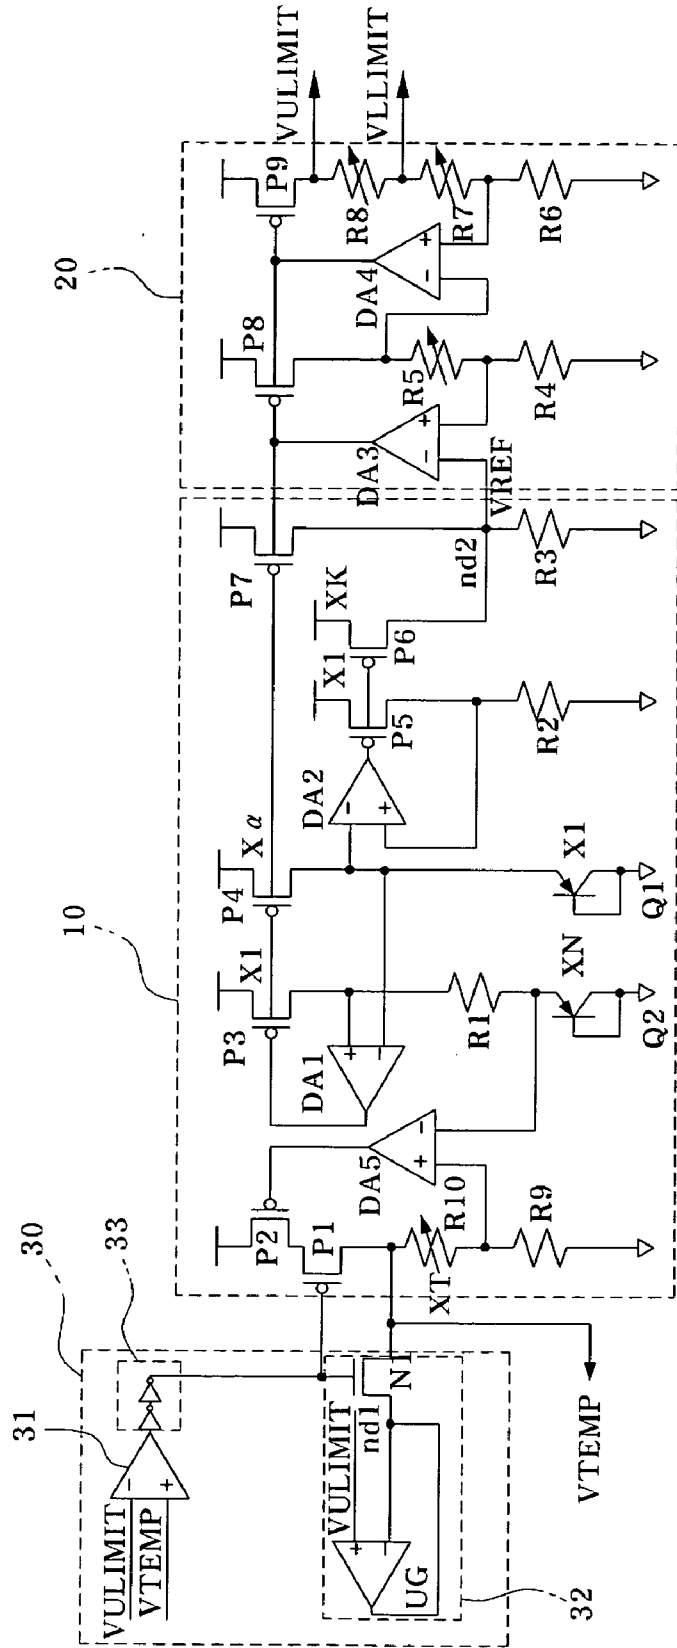 30
33
31
VULIMIT
VTEMP
-
+
VULIMIT
nd1
N1
+
-
UG
32
VTEMP
10
P2
P1
XT
R10
R9
DA5
+
-
P3
X1
DA1
+
-
R1
XN
Q2
P4
Xα
X1
Q1
DA2
-
+
X1
P5
R2
XK
P6
P7
nd2
VREF
R3
20
DA3
-
+
P8
R5
R4
DA4
-
+
P9
R8
R7
R6
VULIMIT
VLLIMIT